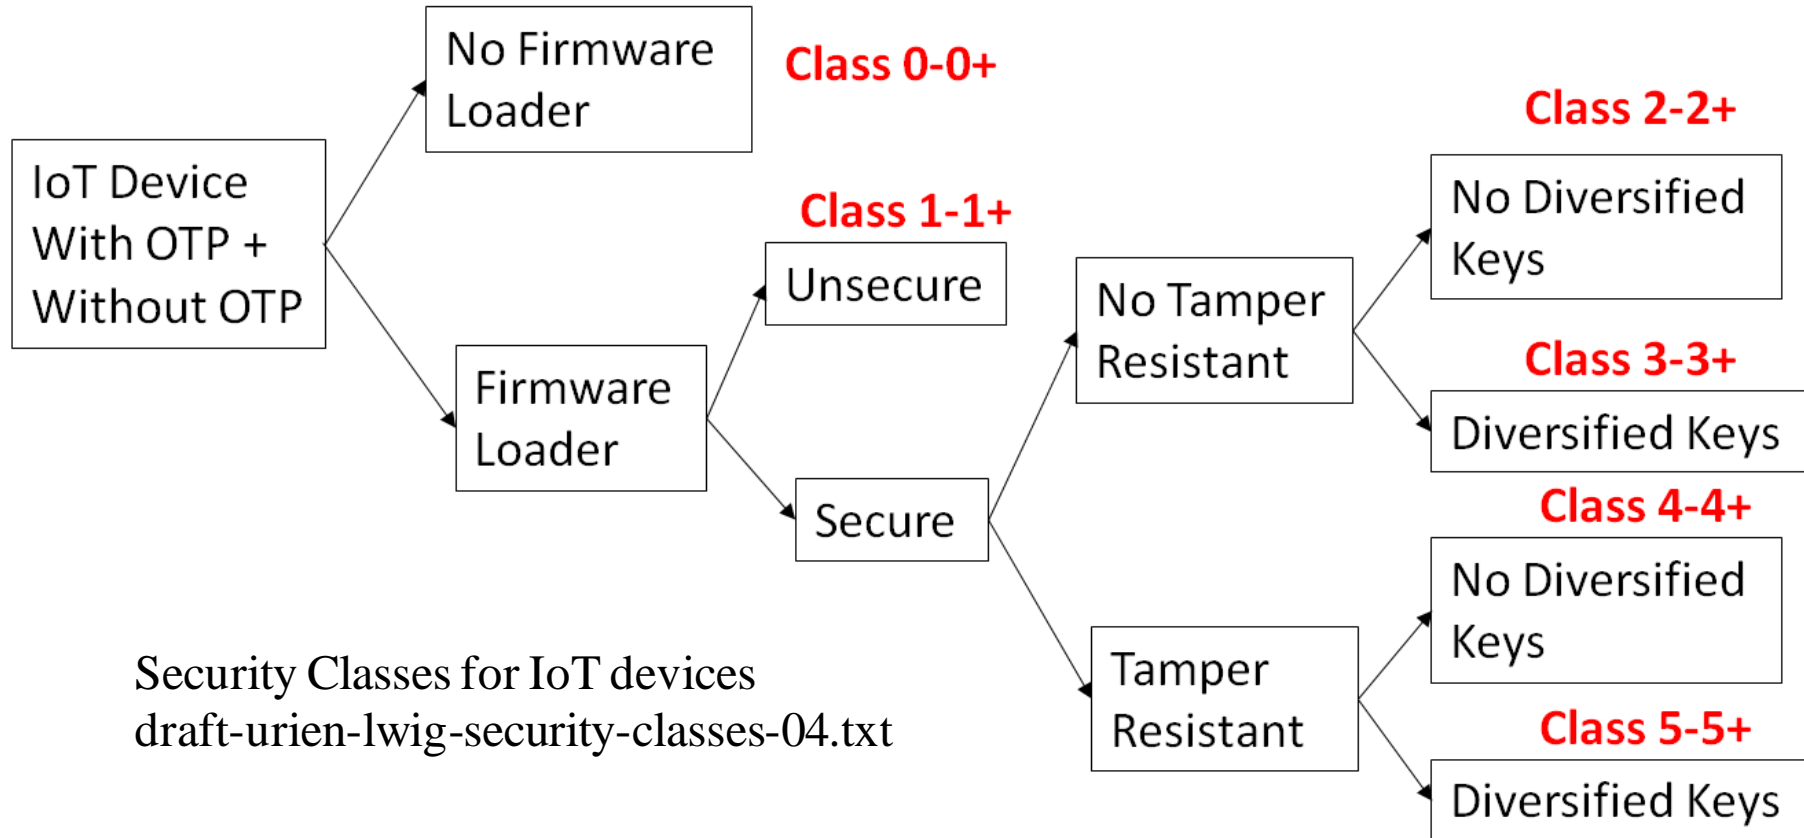 No Firmware
Loader
Class 0-0+
Class 2-2+
IoT Device
With OTP +
Without OTP
Class 1-1+
Unsecure
No Diversified
Keys
No Tamper
Resistant
Firmware
Loader
Class 3-3+
Diversified Keys
Secure
Class 4-4+
No Diversified
Keys
Tamper
Resistant
Class 5-5+
Diversified Keys
Security Classes for IoT devices
draft-urien-lwig-security-classes-04.txt